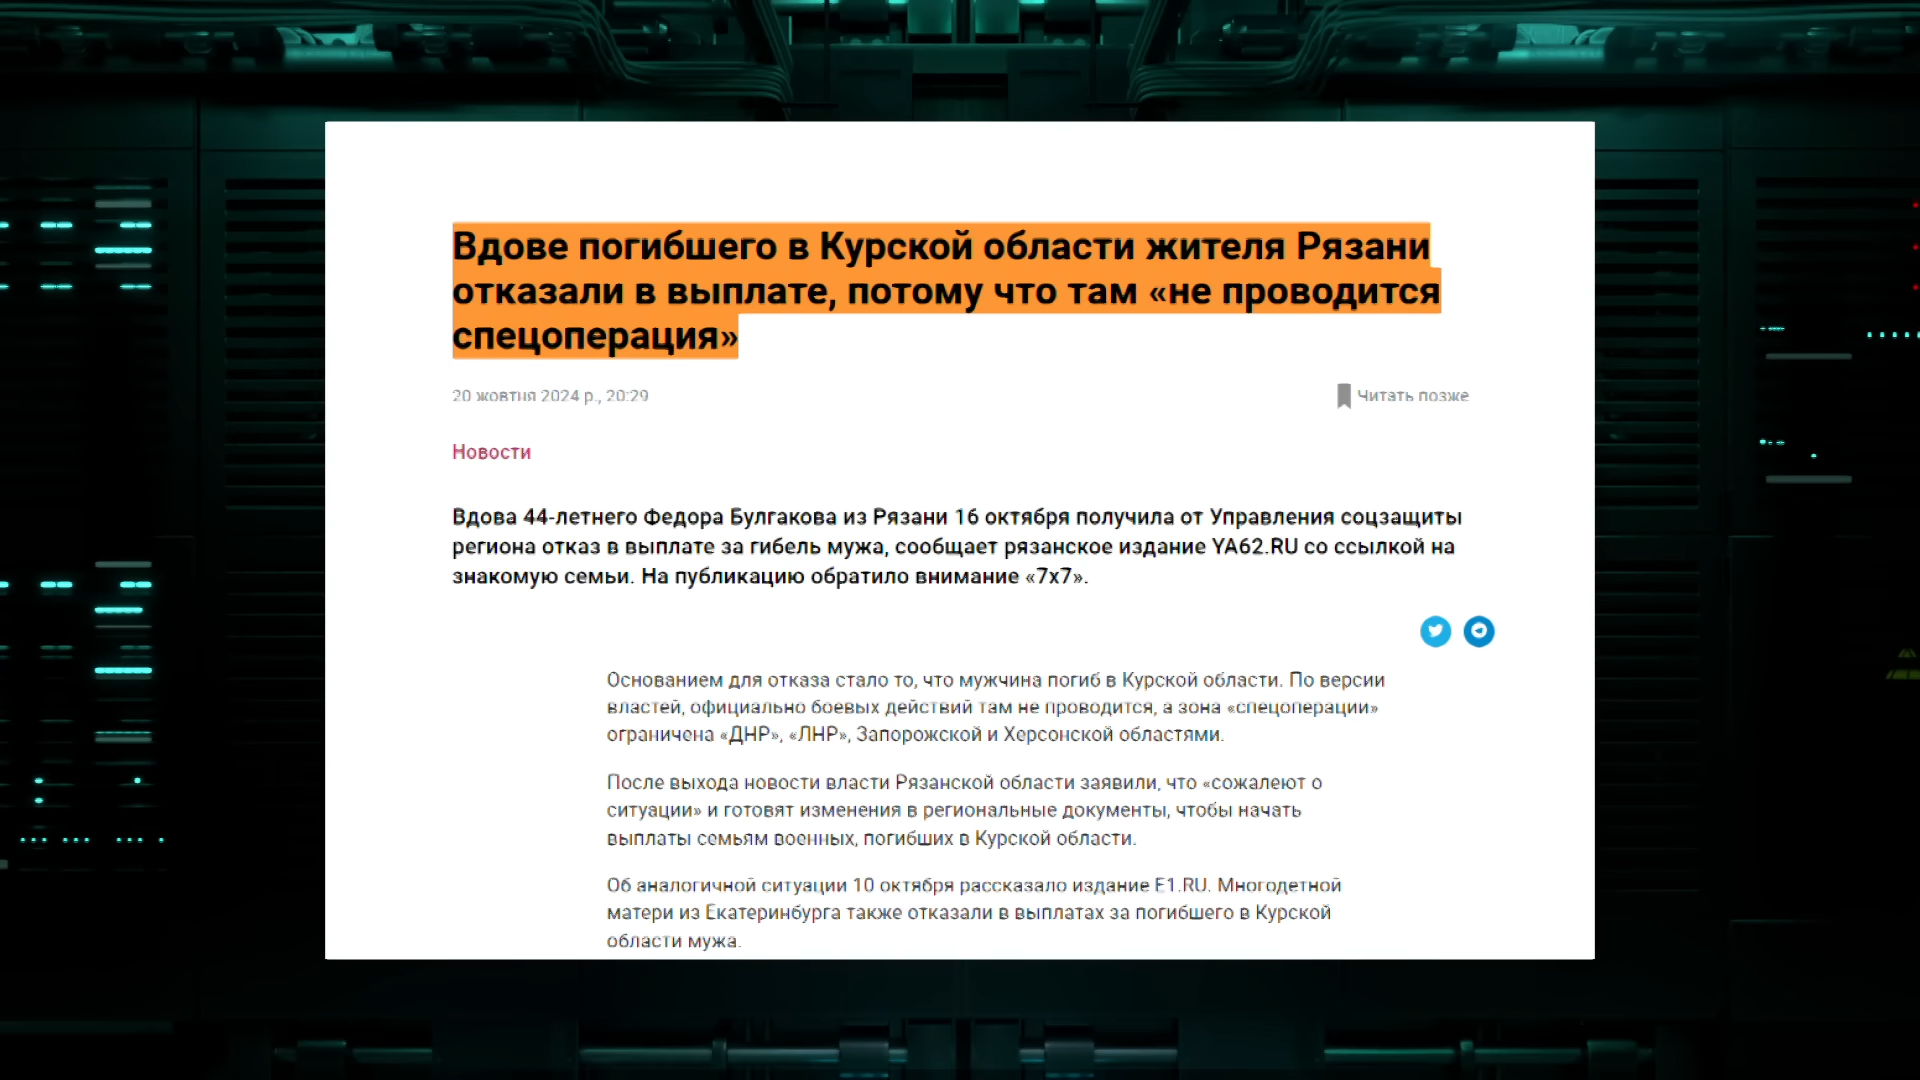 Вдове погибшего в Курской области жителя Рязани
отказали в выплате, потому что там «не проводится
спецоперация»
20 жовтня 2024 р., 20:29
Читать позже
Новости
Вдова 44-летнего Федора Булгакова из Рязани 16 октября получила от Управления соцзащиты
региона отказ в выплате за гибель мужа, сообщает рязанское издание YA62.RU со ссылкой на
знакомую семьи. На публикацию обратило внимание «7х7».
Основанием для отказа стало то, что мужчина погиб в Курской области. По версии
властей, официально боевых действий там не проводится, а зона «спецоперации»
ограничена «ДНР», «ЛНР», Запорожской и Херсонской областями.
После выхода новости власти Рязанской области заявили, что «сожалеют о
ситуации» и готовят изменения в региональные документы, чтобы начать
выплаты семьям военных, погибших в Курской области.
Об аналогичной ситуации 10 октября рассказало издание E1.RU. Многодетной
матери из Екатеринбурга также отказали в выплатах за погибшего в Курской
области мужа.